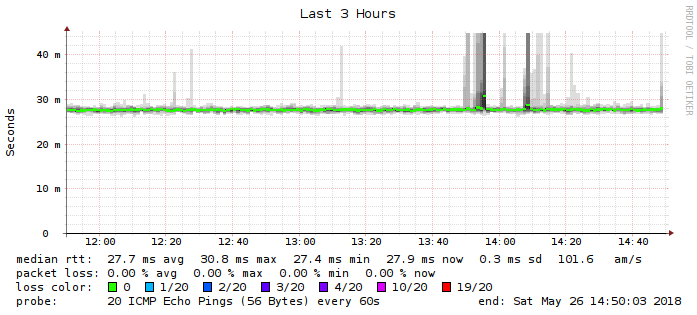 Last 3 Hours
RRDTOOL / TOBI OETIKER
Seconds
40 m
30 m
20 m
10 m
0
12:00 12:20 12:40 13:00 13:20 13:40 14:00 14:20 14:40
median rtt: 27.7 ms avg 30.8 ms max 27.4 ms min 27.9 ms now 0.3 ms sd 101.6 am/s
packet loss: 0.00 % avg 0.00 % max 0.00 % min 0.00 % now
loss color: 0 1/20 2/20 3/20 4/20 10/20 19/20
probe: 20 ICMP Echo Pings (56 Bytes) every 60s end: Sat May 26 14:50:03 2018